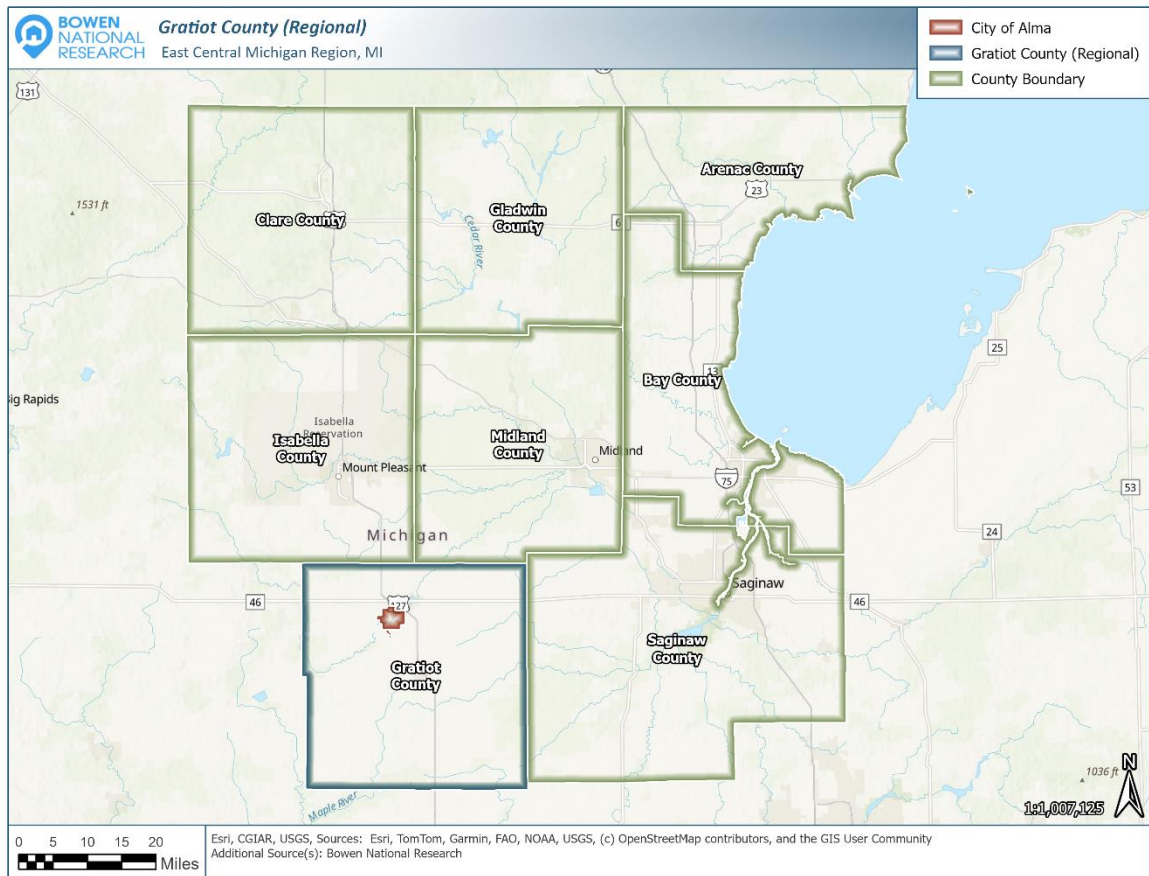 BOWEN
NATIONAL
RESEARCH
Gratiot County (Regional)
East Central Michigan Region, MI
City of Alma
Gratiot County (Regional)
County Boundary
131
1531 ft
Clare County
Gladwin
County
Cedar River
6
Arenac County
23
25
Big Rapids
Isabella
Reservation
Isabella
County
Mount Pleasant
Midland
County
Midland
13
Bay County
75
53
24
Michigan
46
127
Saginaw
46
Saginaw
County
Gratiot
County
Maple River
1036 ft
N
1:1,007,125
0 5 10 15 20
Miles
Esri, CGIAR, USGS, Sources: Esri, TomTom, Garmin, FAO, NOAA, USGS, (c) OpenStreetMap contributors, and the GIS User Community
Additional Source(s): Bowen National Research